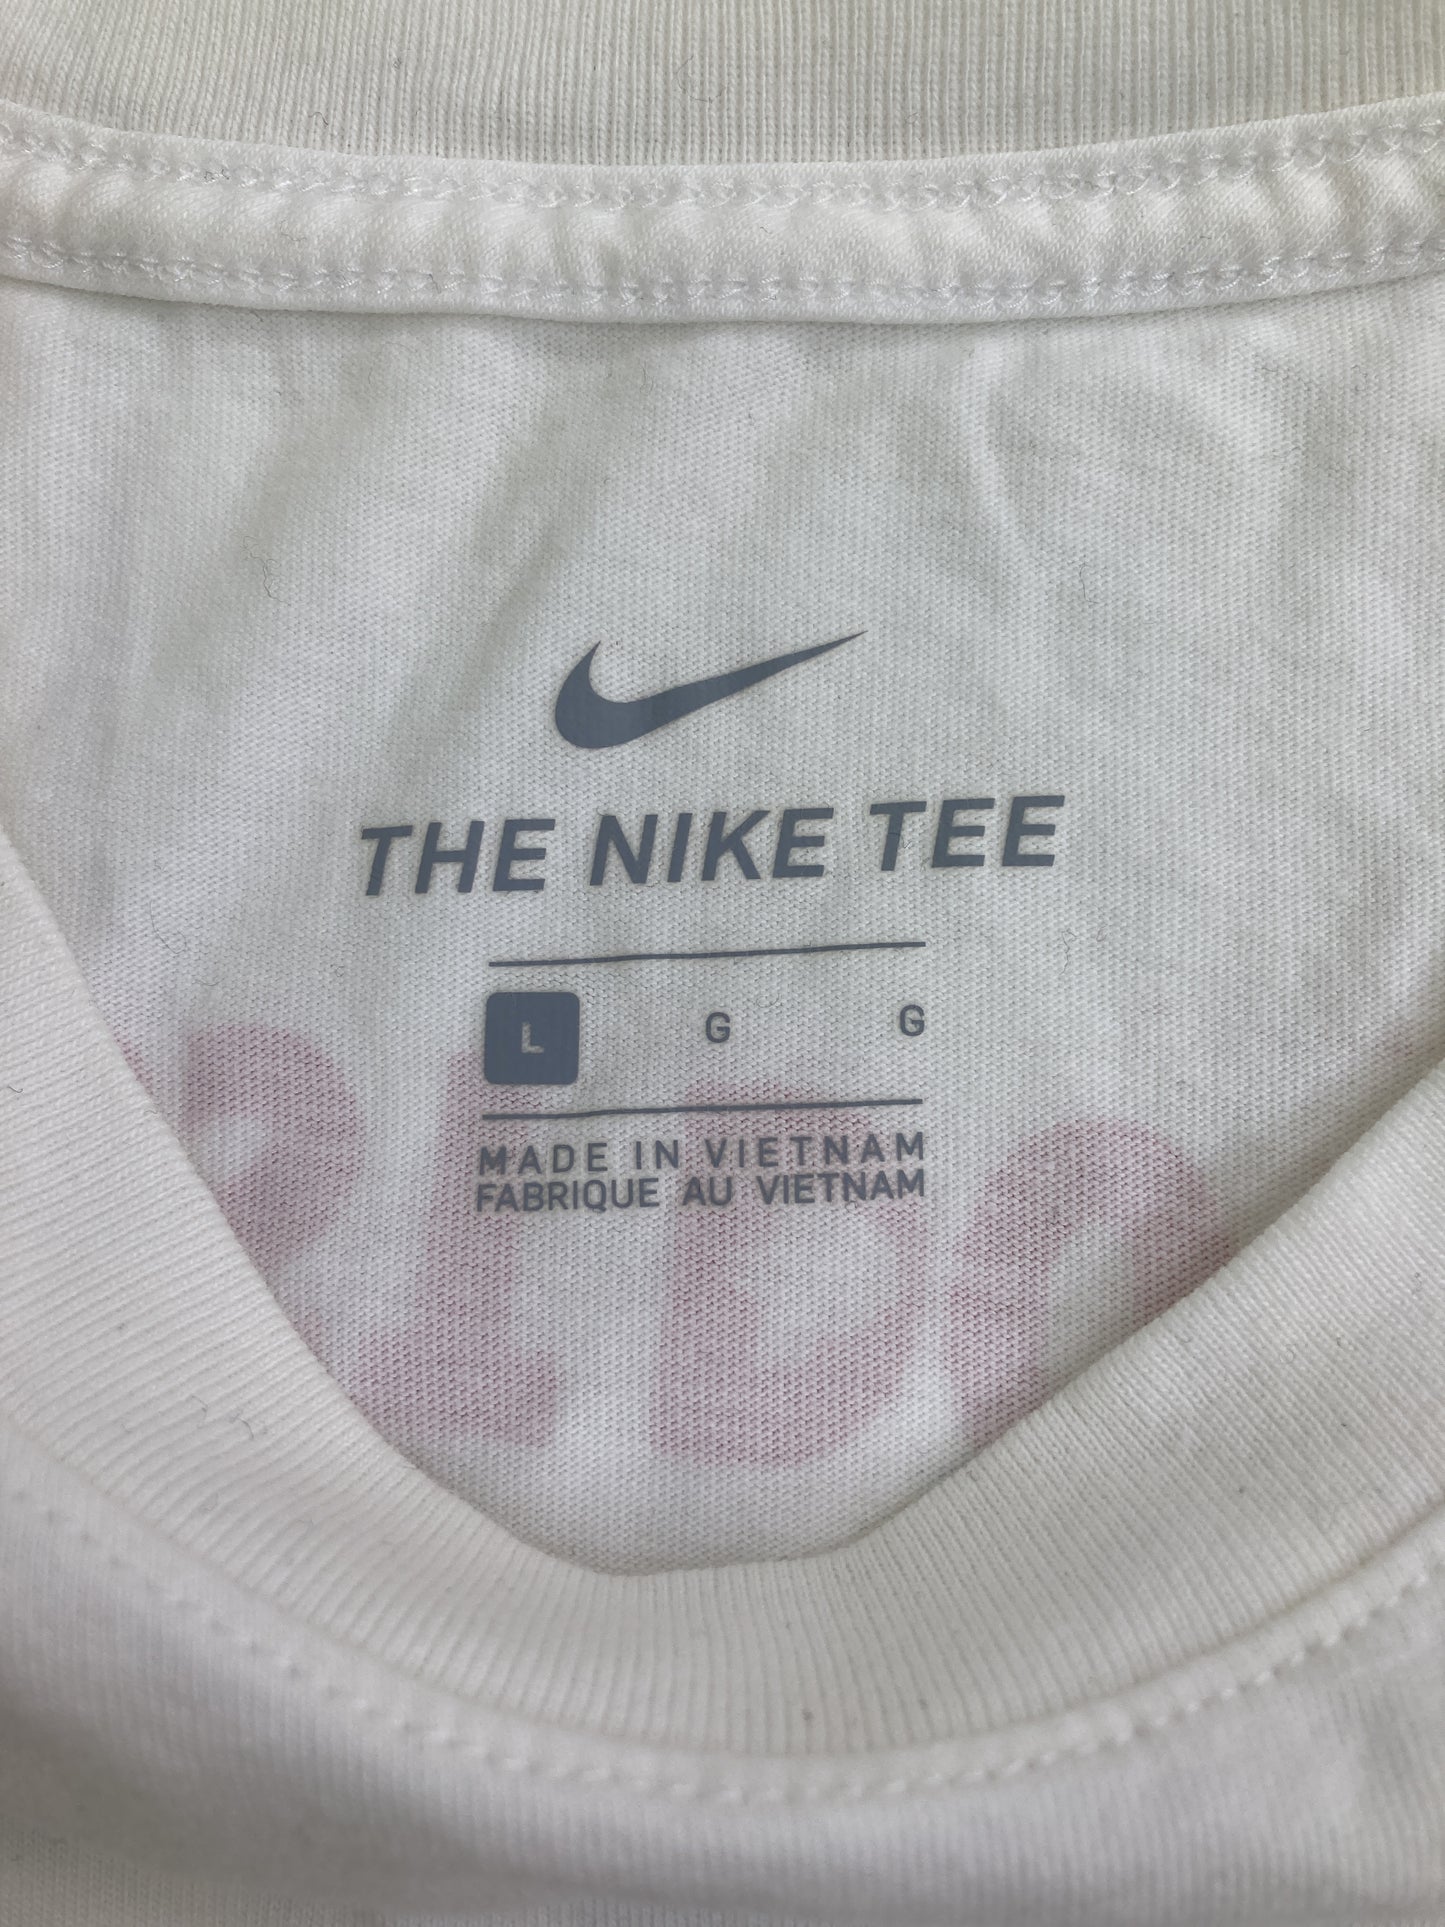 THE NIKE TEE
L G G
MADE IN VIETNAM
FABRIQUE AU VIETNAM